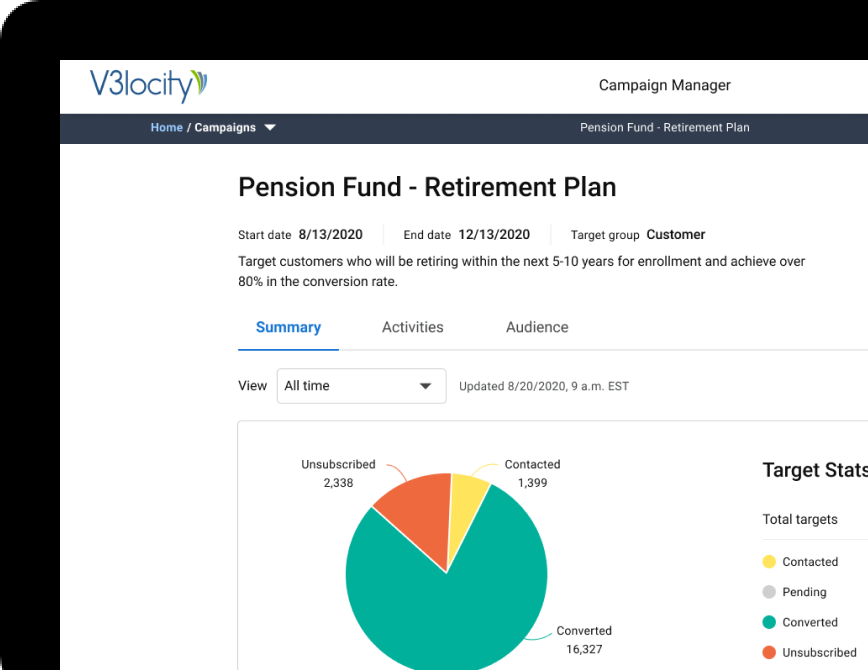 V3locity
Campaign Manager
Home / Campaigns
Pension Fund - Retirement Plan
Pension Fund - Retirement Plan
Start date 8/13/2020 End date 12/13/2020 Target group Customer
Target customers who will be retiring within the next 5-10 years for enrollment and achieve over
80% in the conversion rate.
Summary Activities Audience
View All time Updated 8/20/2020, 9 a.m. EST
Unsubscribed
2,338
Contacted
1,399
Converted
16,327
Target Stats
Total targets
Contacted
Pending
Converted
Unsubscribed